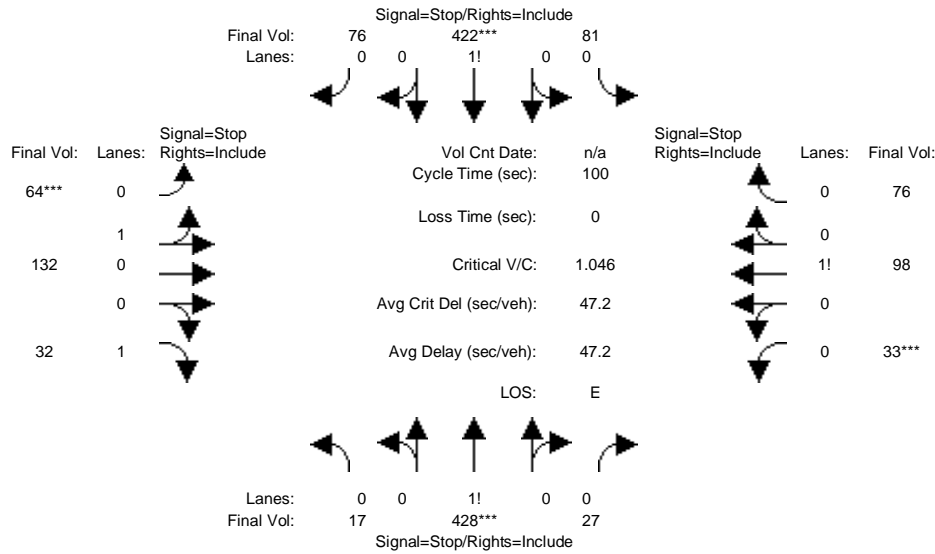 Signal=Stop/Rights=Include
Final Vol: 76 422*** 81
Lanes: 0 0 1! 0 0
Signal=Stop
Final Vol: Lanes: Rights=Include
Vol Cnt Date: n/a
Signal=Stop
Rights=Include Lanes: Final Vol:
Cycle Time (sec): 100
64*** 0
0 76
Loss Time (sec): 0
1
0
132 0
Critical V/C: 1.046
1! 98
0
Avg Crit Del (sec/veh): 47.2
0
32 1
Avg Delay (sec/veh): 47.2
0 33***
LOS: E
Lanes: 0 0 1! 0 0
Final Vol: 17 428*** 27
Signal=Stop/Rights=Include